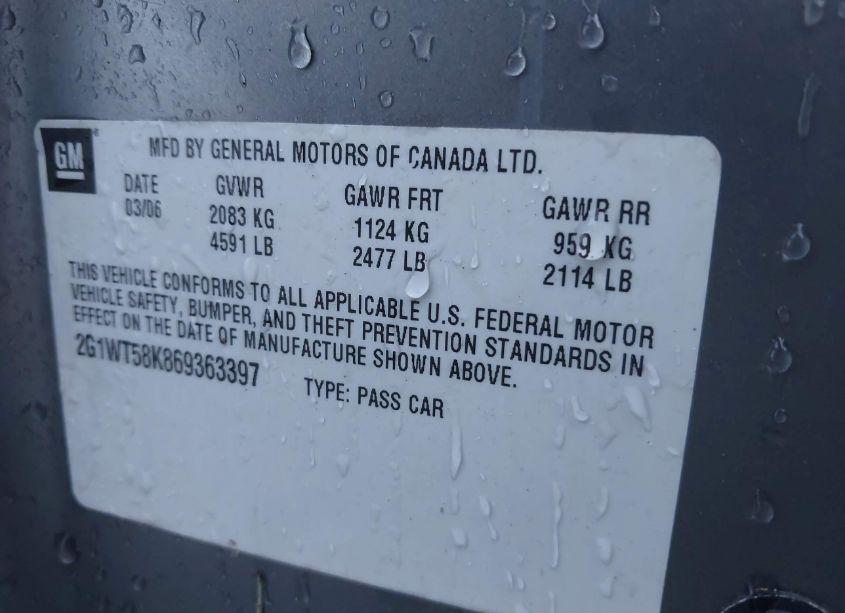 GM
MFD BY GENERAL MOTORS OF CANADA LTD.
DATE GVWR GAWR FRT GAWR RR
03/06 2083 KG 1124 KG 959 KG
4591 LB 2477 LB 2114 LB
THIS VEHICLE CONFORMS TO ALL APPLICABLE U.S. FEDERAL MOTOR
VEHICLE SAFETY, BUMPER, AND THEFT PREVENTION STANDARDS IN
EFFECT ON THE DATE OF MANUFACTURE SHOWN ABOVE.
2G1WT58K869363397 TYPE: PASS CAR